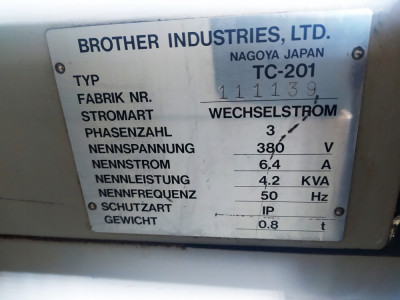 BROTHER INDUSTRIES, LTD.
NAGOYA JAPAN
TYP TC-201
FABRIK NR. 111139
STROMART WECHSELSTROM
PHASENZAHL 3
NENNSPANNUNG 380 V
NENNSTROM 6.4 A
NENNLEISTUNG 4.2 KVA
NENNFREQUENZ 50 Hz
SCHUTZART IP
GEWICHT 0.8 t